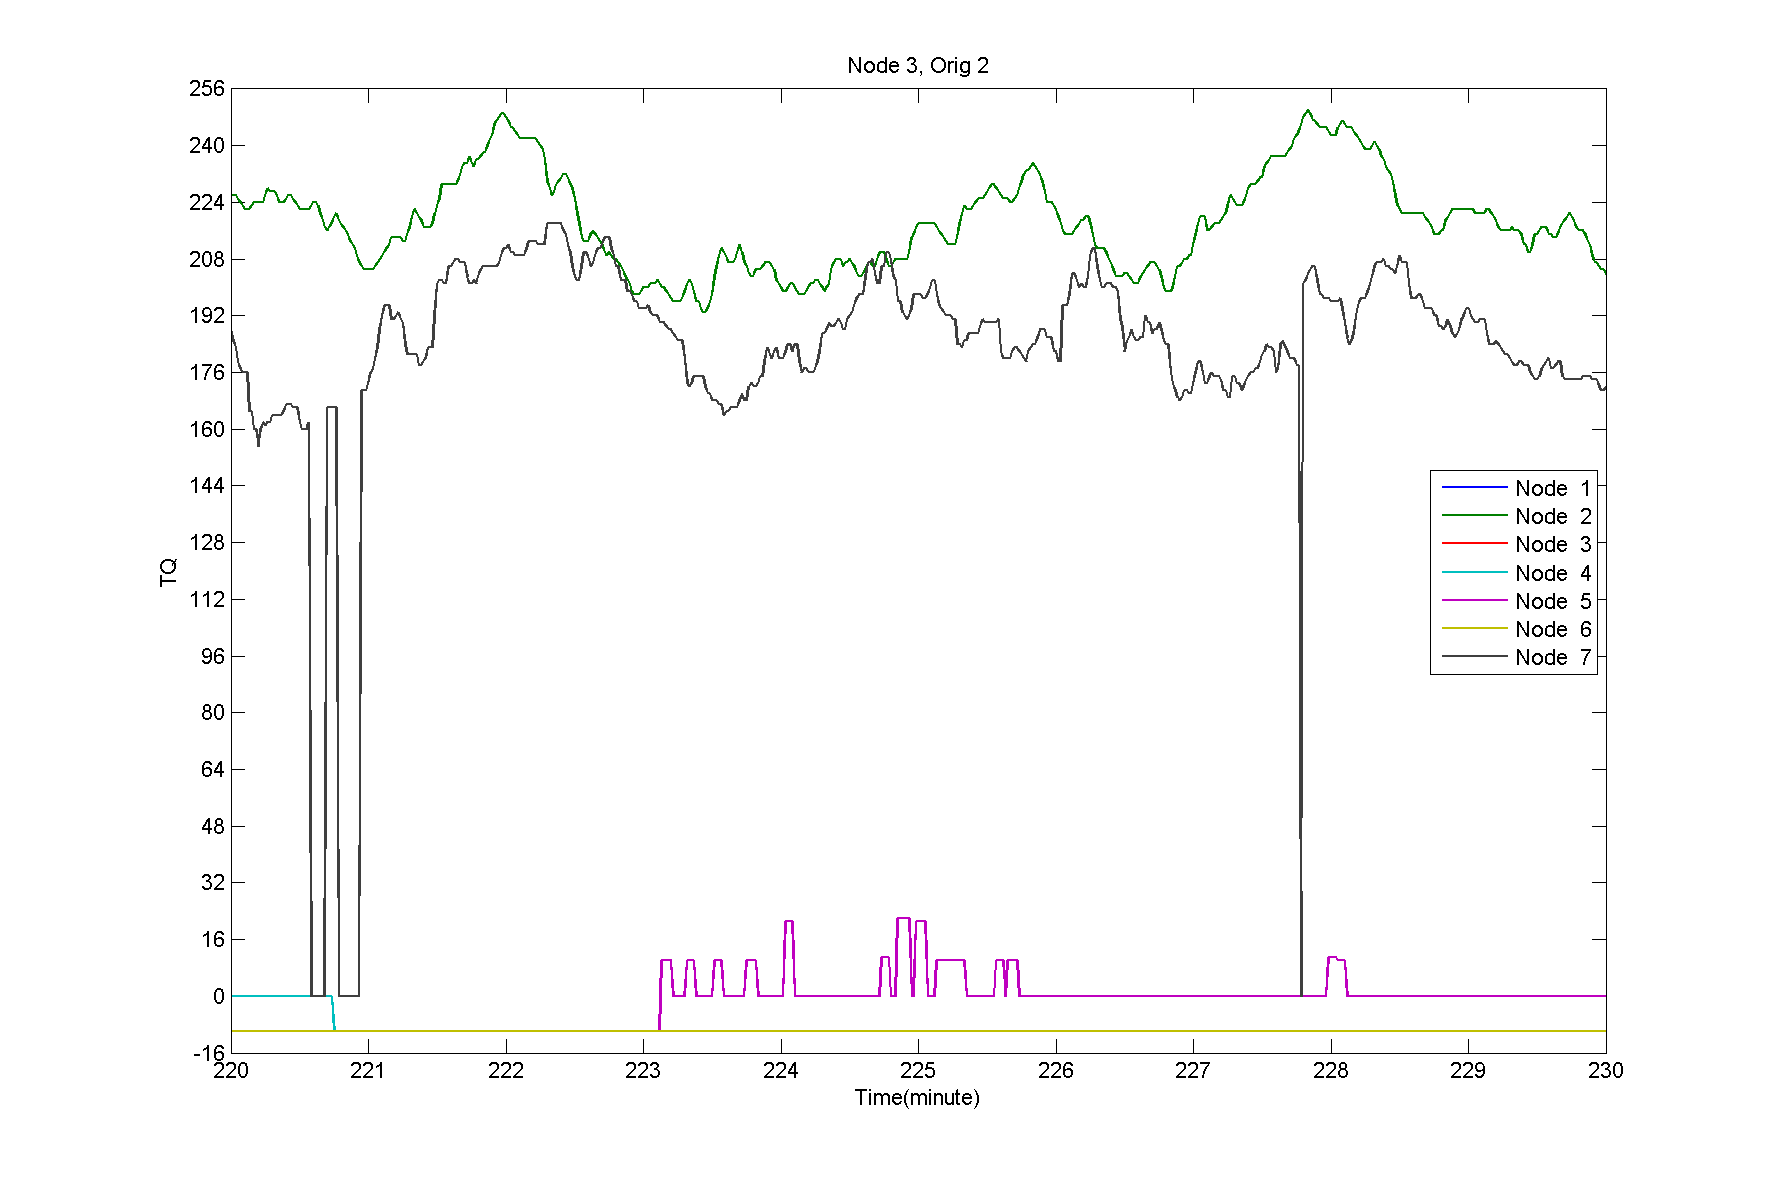 Node 3, Orig 2
256
240
224
208
192
176
160
144
128
112
96
80
64
48
32
16
0
-16
TQ
Node 1
Node 2
Node 3
Node 4
Node 5
Node 6
Node 7
220 221 222 223 224 225 226 227 228 229 230
Time(minute)